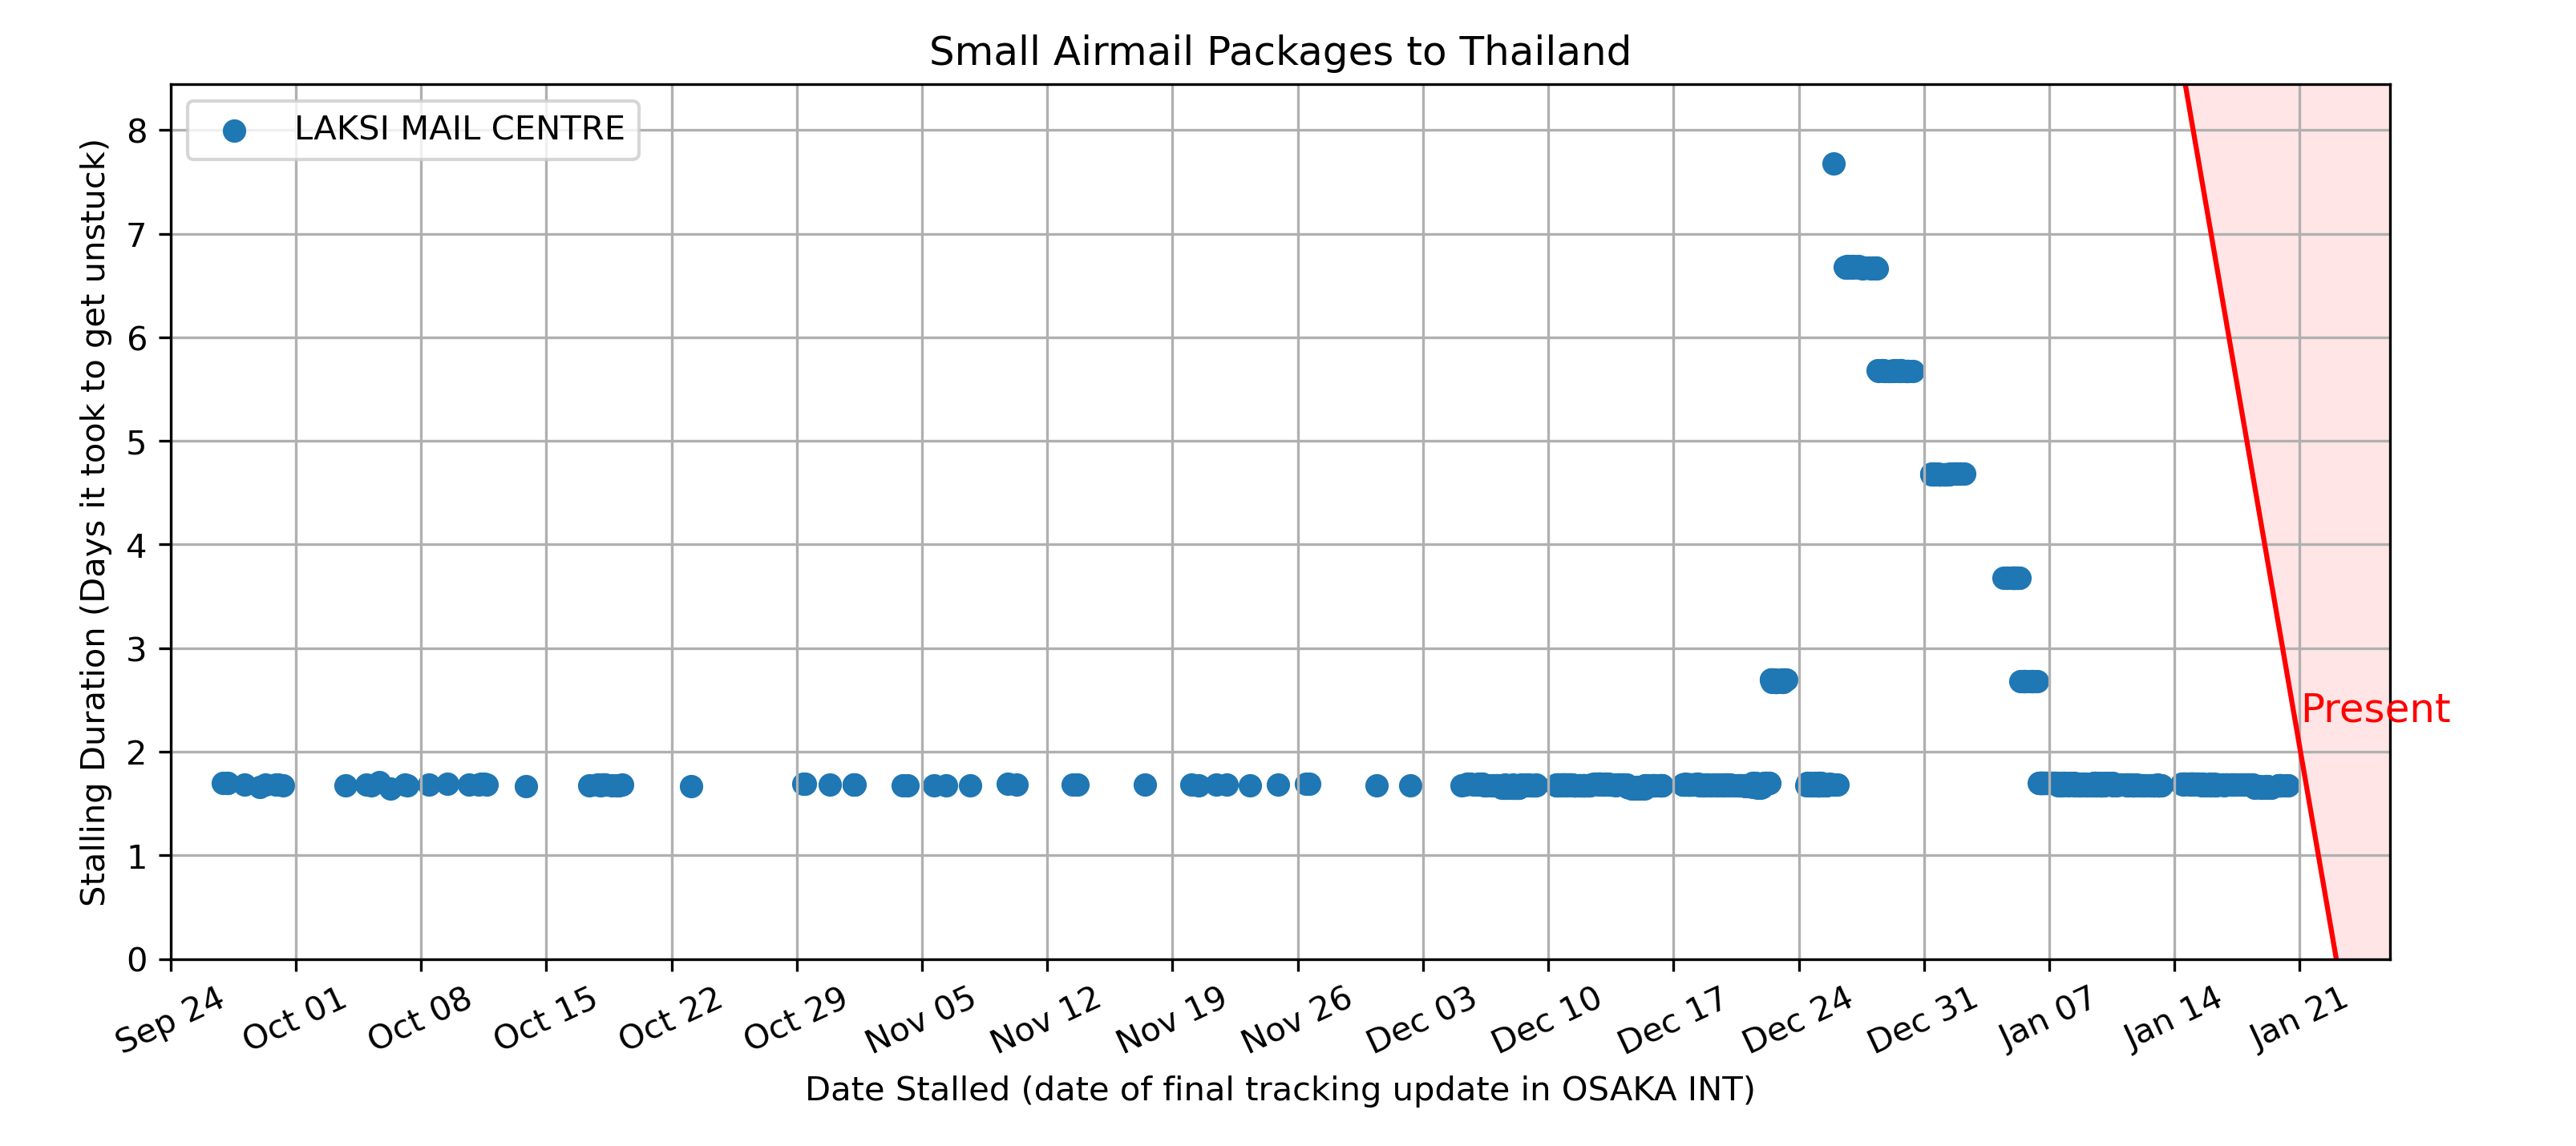 Small Airmail Packages to Thailand
LAKSI MAIL CENTRE
Stalling Duration (Days it took to get unstuck)
8
7
6
5
4
3
2
1
0
Present
Sep 24
Oct 01
Oct 08
Oct 15
Oct 22
Oct 29
Nov 05
Nov 12
Nov 19
Nov 26
Dec 03
Dec 10
Dec 17
Dec 24
Dec 31
Jan 07
Jan 14
Jan 21
Date Stalled (date of final tracking update in OSAKA INT)